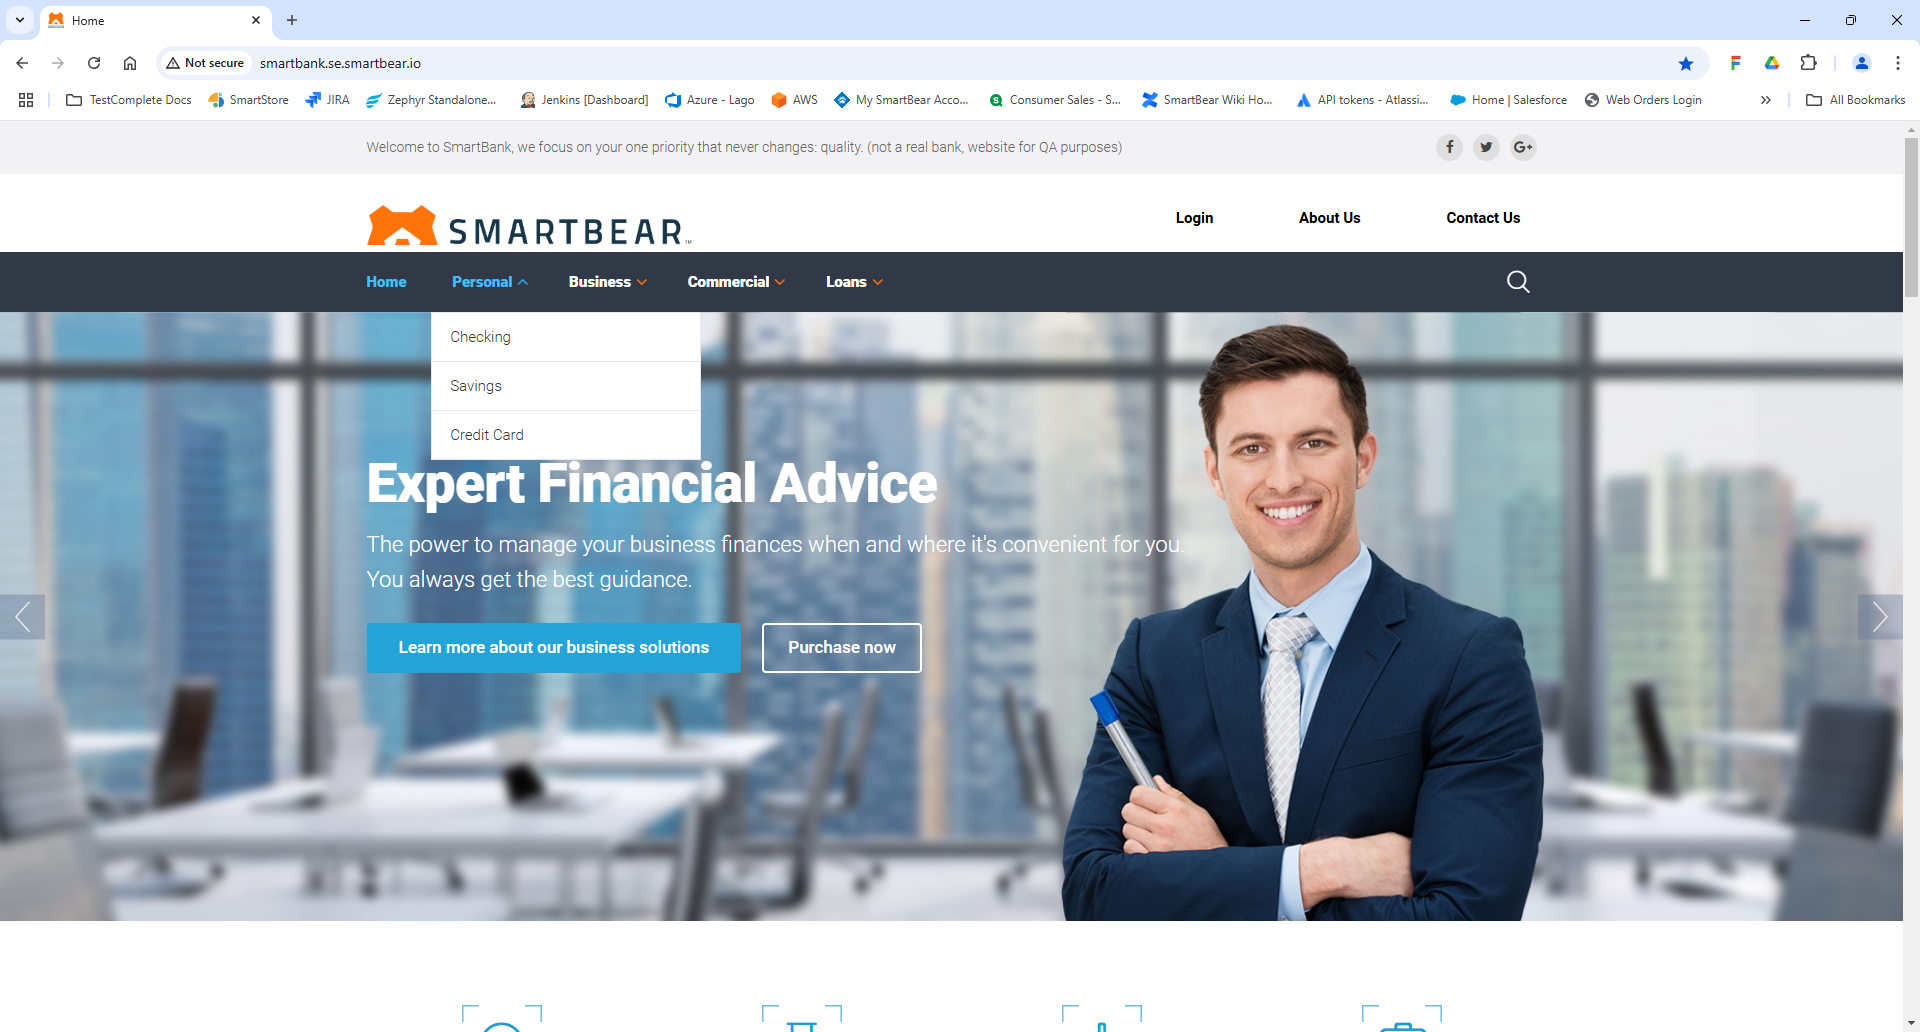 Home
Not secure
smartbank.se.smartbear.io
TestComplete Docs
SmartStore
JIRA
Zephyr Standalone...
Jenkins [Dashboard]
Azure - Lago
AWS
My SmartBear Acco...
Consumer Sales - S...
SmartBear Wiki Ho...
API tokens - Atlassi...
Home | Salesforce
Web Orders Login
All Bookmarks
Welcome to SmartBank, we focus on your one priority that never changes: quality. (not a real bank, website for QA purposes)
SMARTBEAR™
Login
About Us
Contact Us
Home
Personal
Business
Commercial
Loans
Checking
Savings
Credit Card
Expert Financial Advice
The power to manage your business finances when and where it's convenient for you.
You always get the best guidance.
Learn more about our business solutions
Purchase now